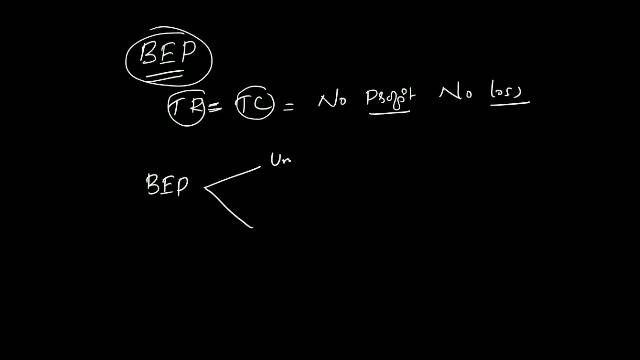 BEP
TR = TC = No Profit No loss
BEP
Un